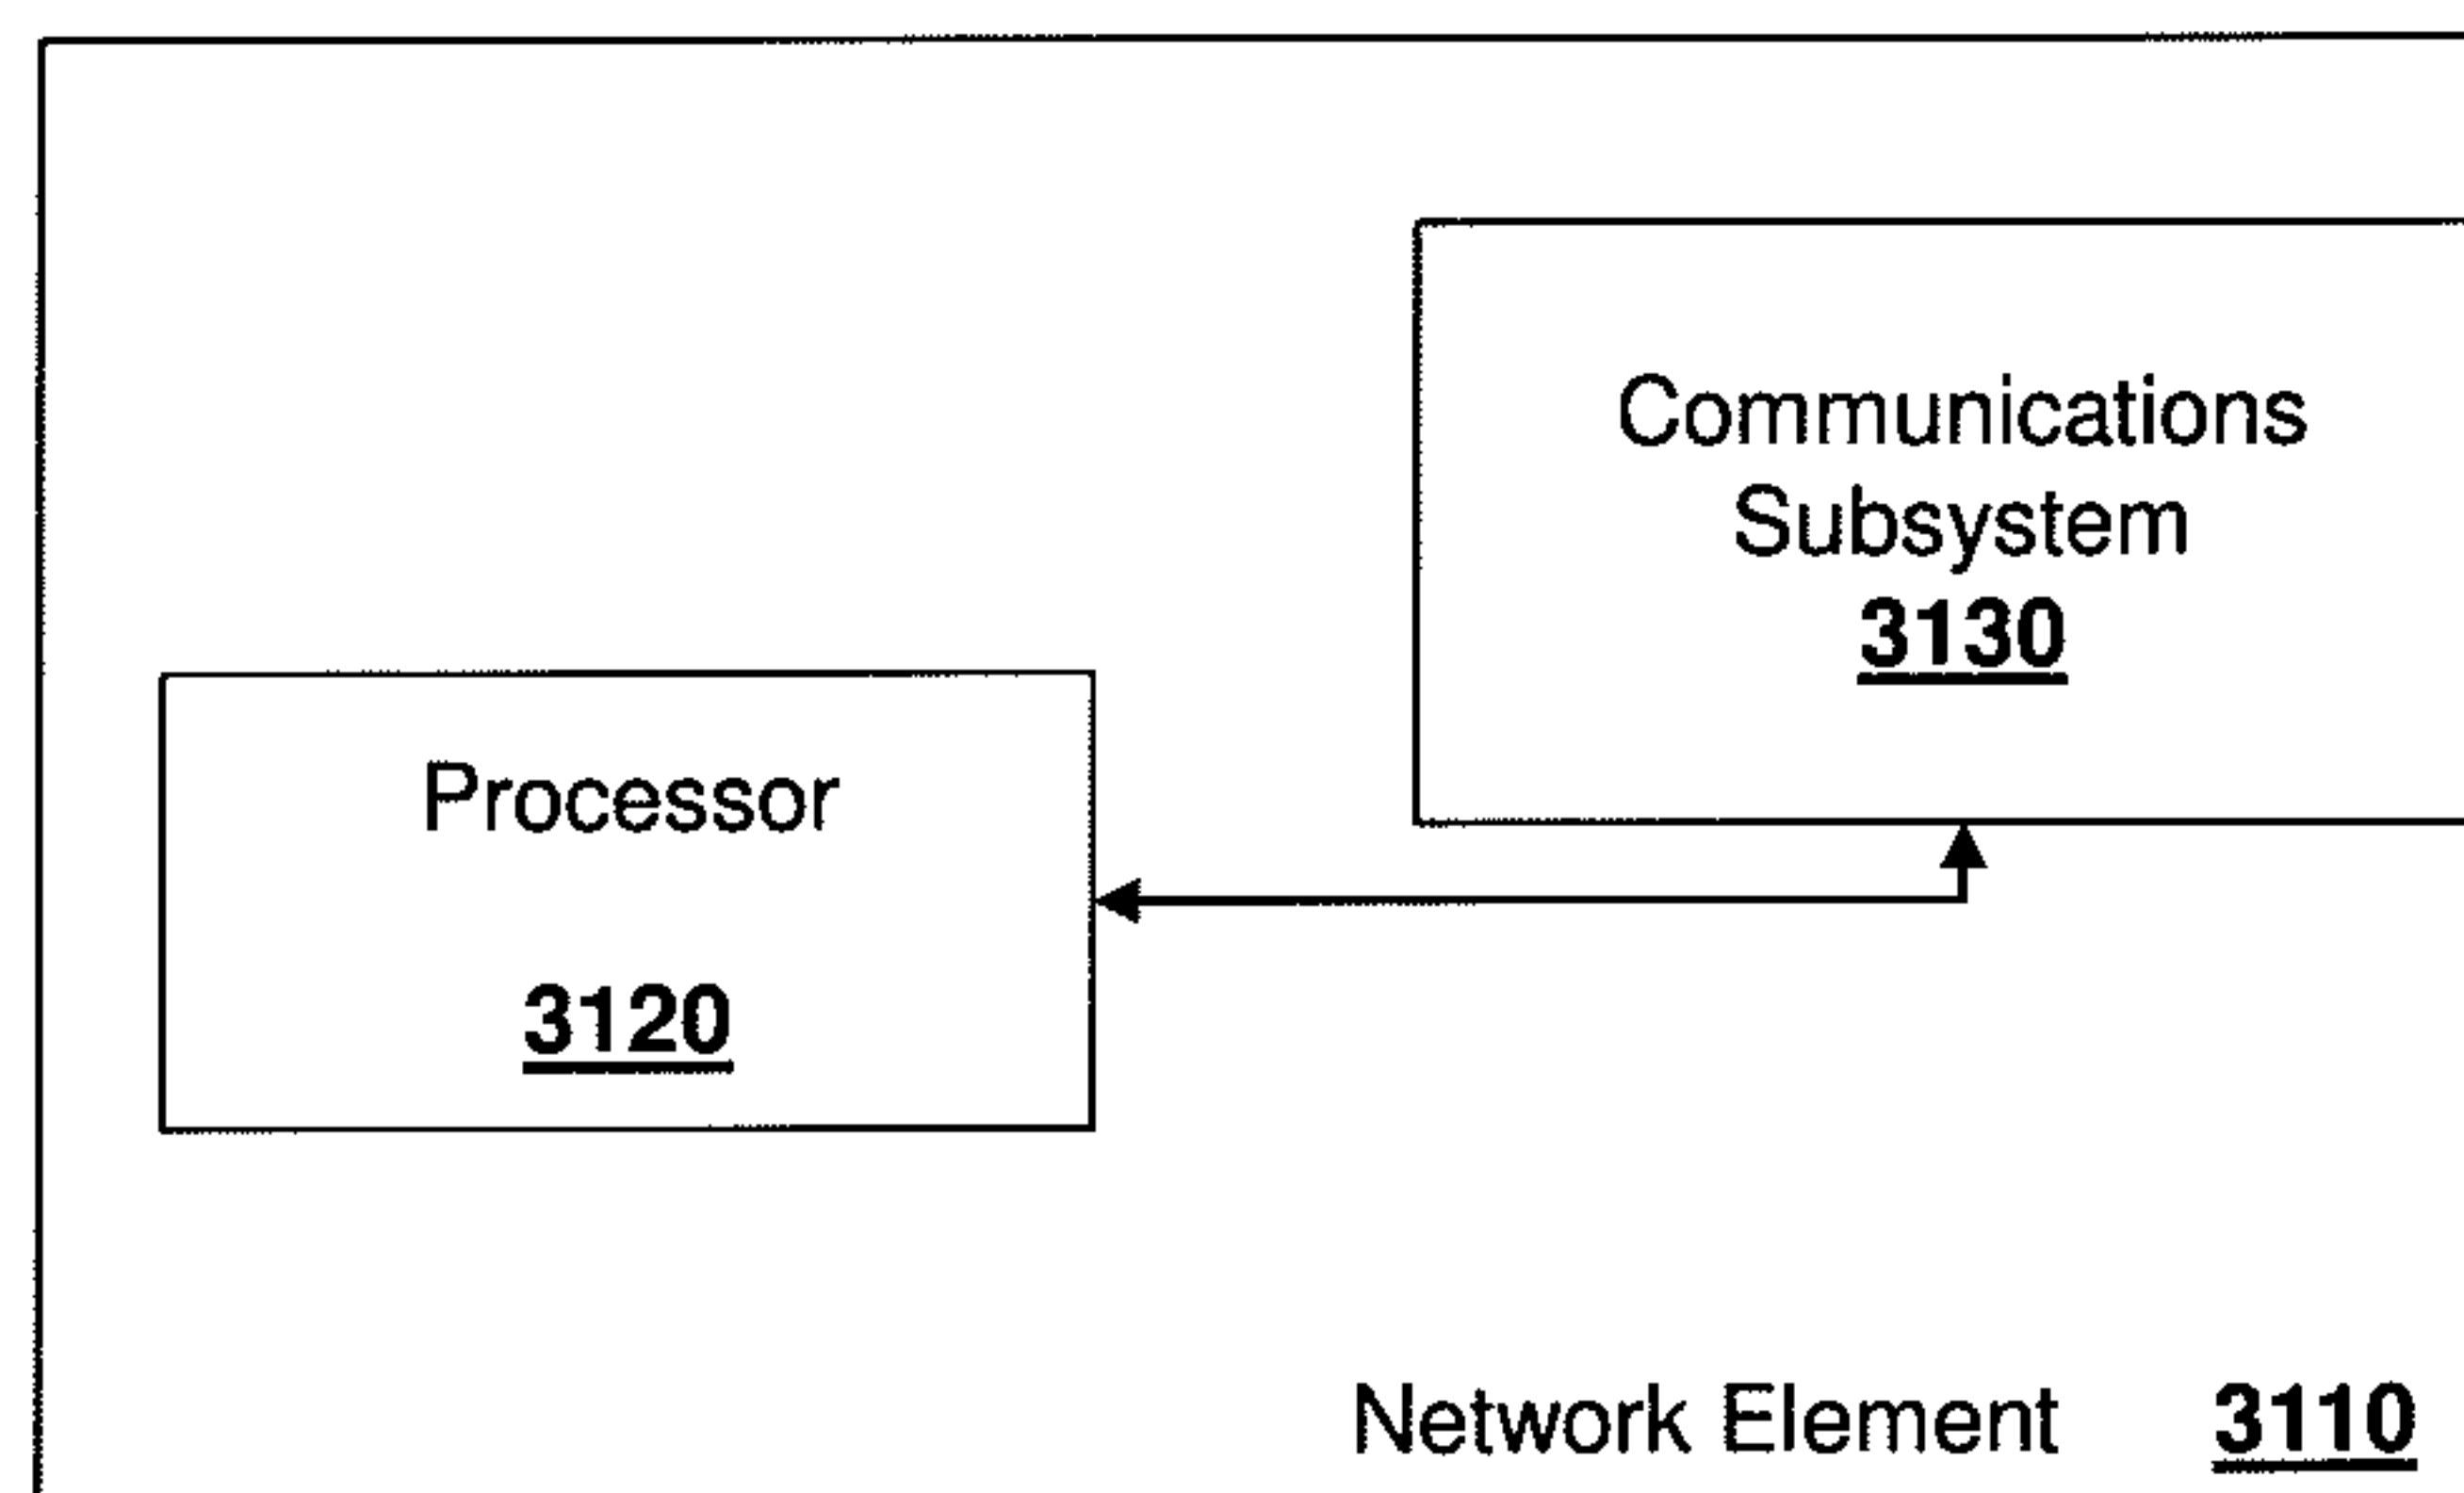 Communications
Subsystem
3130
Processor
3120
Network Element 3110